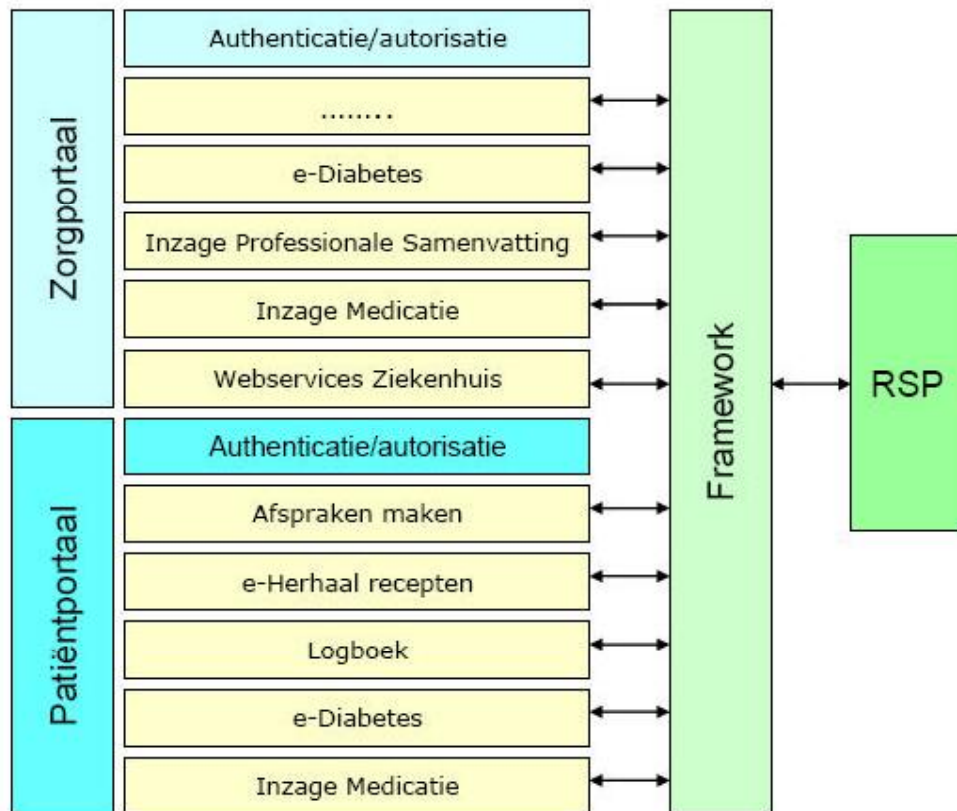 Zorgportaal
Authenticatie/autorisatie
........
e-Diabetes
Inzage Professionale Samenvatting
Inzage Medicatie
Webservices Ziekenhuis
Patiëntportaal
Authenticatie/autorisatie
Afspraken maken
e-Herhaal recepten
Logboek
e-Diabetes
Inzage Medicatie
Framework
RSP